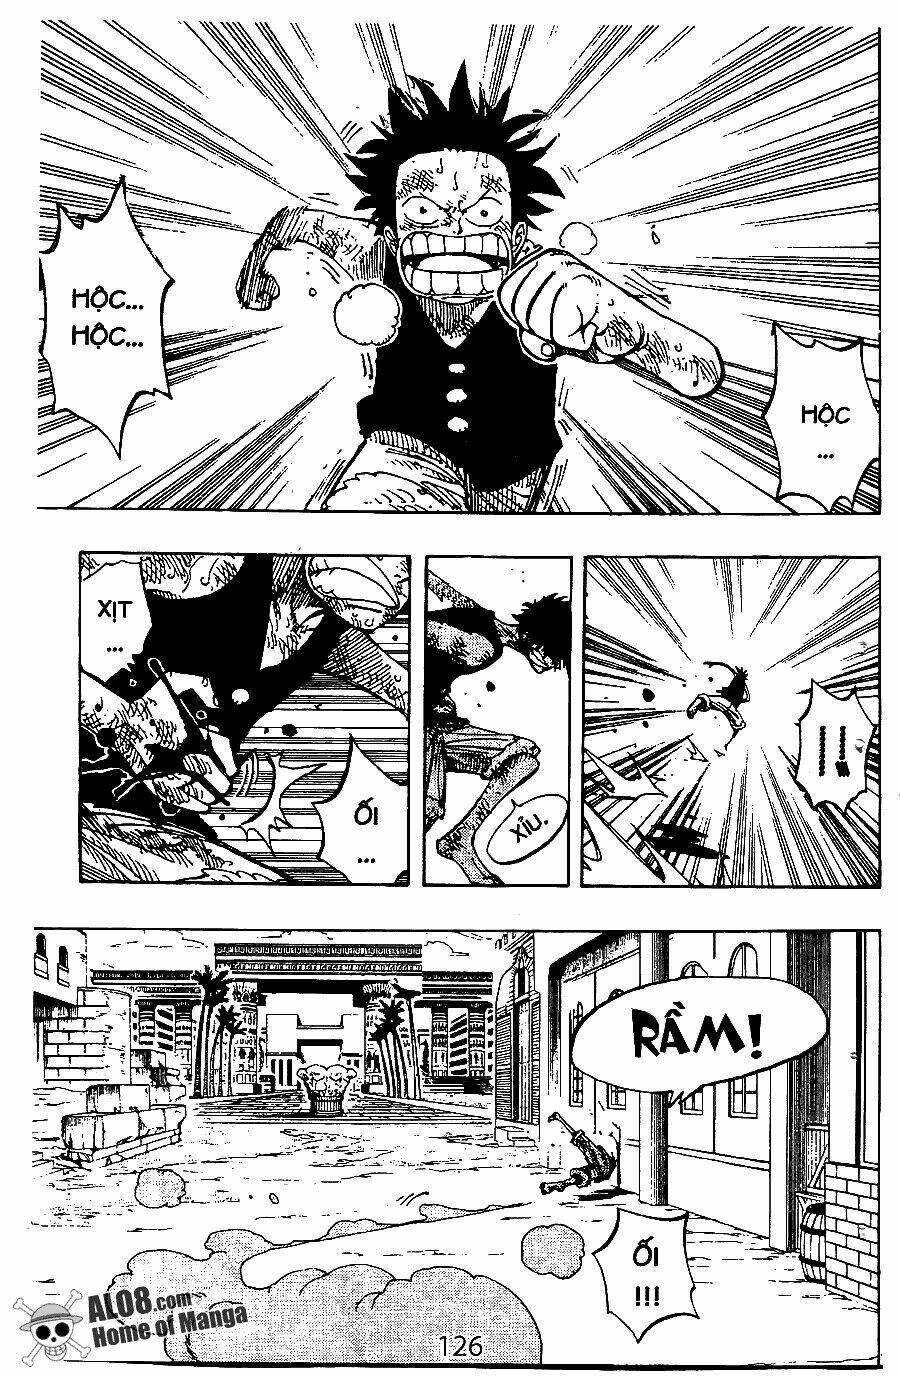 HỘC...
HỘC...
HỘC
...
XỊT
...
ỐI
...
XỈU.
RẦM!
ỐI
!!!
126
ALO8.com
Home of Manga